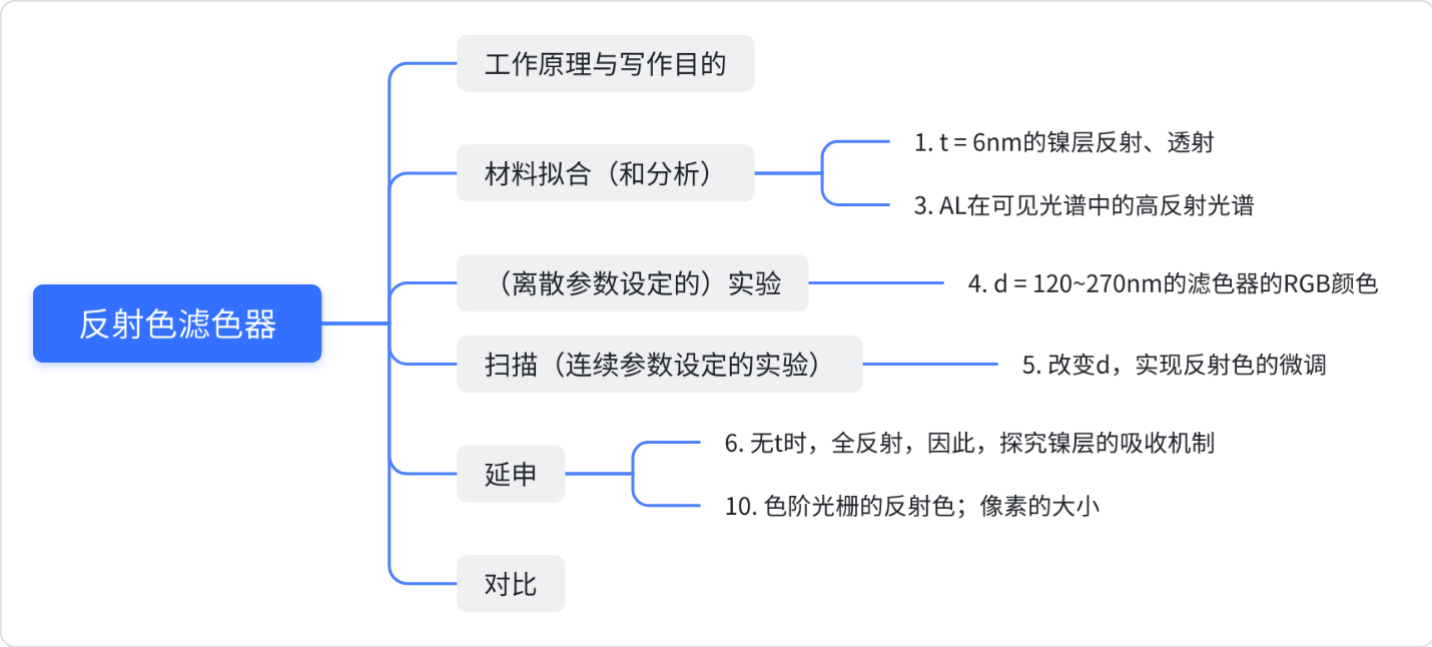 反射色滤色器
工作原理与写作目的
材料拟合（和分析）
1. t = 6nm的镍层反射、透射
3. AL在可见光谱中的高反射光谱
（离散参数设定的）实验
4. d = 120~270nm的滤色器的RGB颜色
扫描（连续参数设定的实验）
5. 改变d，实现反射色的微调
延申
6. 无t时，全反射，因此，探究镍层的吸收机制
10. 色阶光栅的反射色；像素的大小
对比